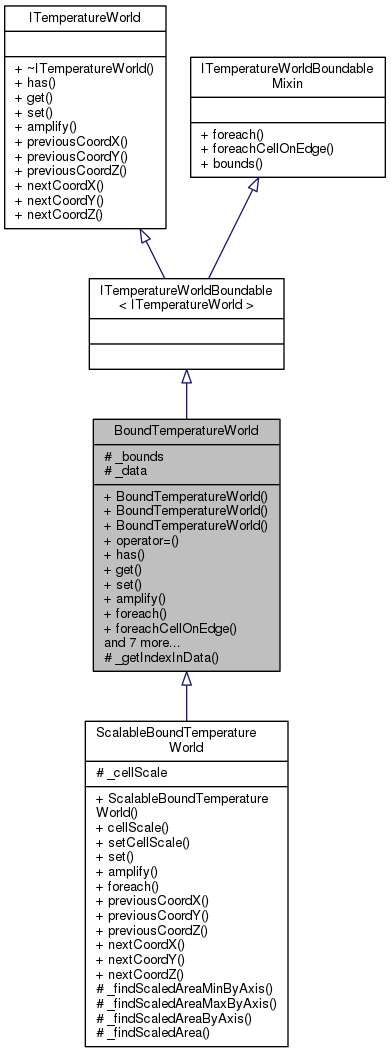 ITemperatureWorld
+ ~ITemperatureWorld()
+ has()
+ get()
+ set()
+ amplify()
+ previousCoordX()
+ previousCoordY()
+ previousCoordZ()
+ nextCoordX()
+ nextCoordY()
+ nextCoordZ()
ITemperatureWorldBoundable
Mixin
+ foreach()
+ foreachCellOnEdge()
+ bounds()
ITemperatureWorldBoundable
< ITemperatureWorld >
BoundTemperatureWorld
# _bounds
# _data
+ BoundTemperatureWorld()
+ BoundTemperatureWorld()
+ BoundTemperatureWorld()
+ operator=()
+ has()
+ get()
+ set()
+ amplify()
+ foreach()
+ foreachCellOnEdge()
and 7 more...
# _getIndexInData()
ScalableBoundTemperature
World
# _cellScale
+ ScalableBoundTemperature
World()
+ cellScale()
+ setCellScale()
+ set()
+ amplify()
+ foreach()
+ previousCoordX()
+ previousCoordY()
+ previousCoordZ()
+ nextCoordX()
+ nextCoordY()
+ nextCoordZ()
# _findScaledAreaMinByAxis()
# _findScaledAreaMaxByAxis()
# _findScaledAreaByAxis()
# _findScaledArea()